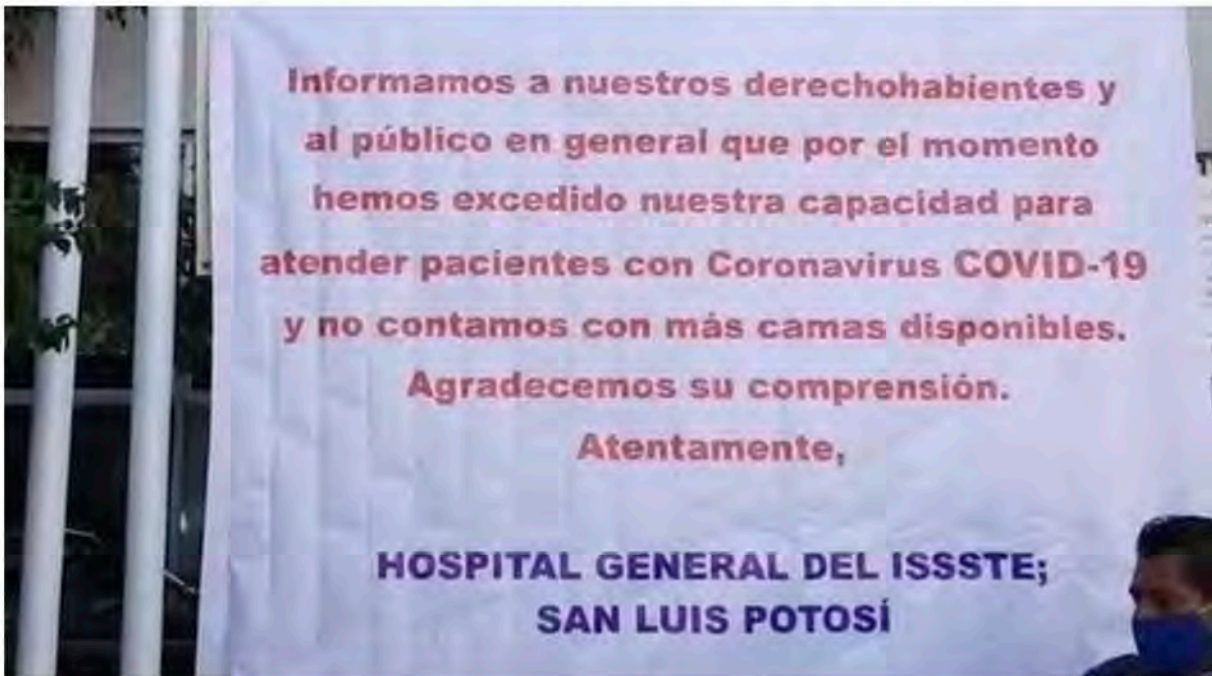 Informamos a nuestros derechohabientes y
al público en general que por el momento
hemos excedido nuestra capacidad para
atender pacientes con Coronavirus COVID-19
y no contamos con más camas disponibles.
Agradecemos su comprensión.
Atentamente,
HOSPITAL GENERAL DEL ISSSTE;
SAN LUIS POTOSÍ